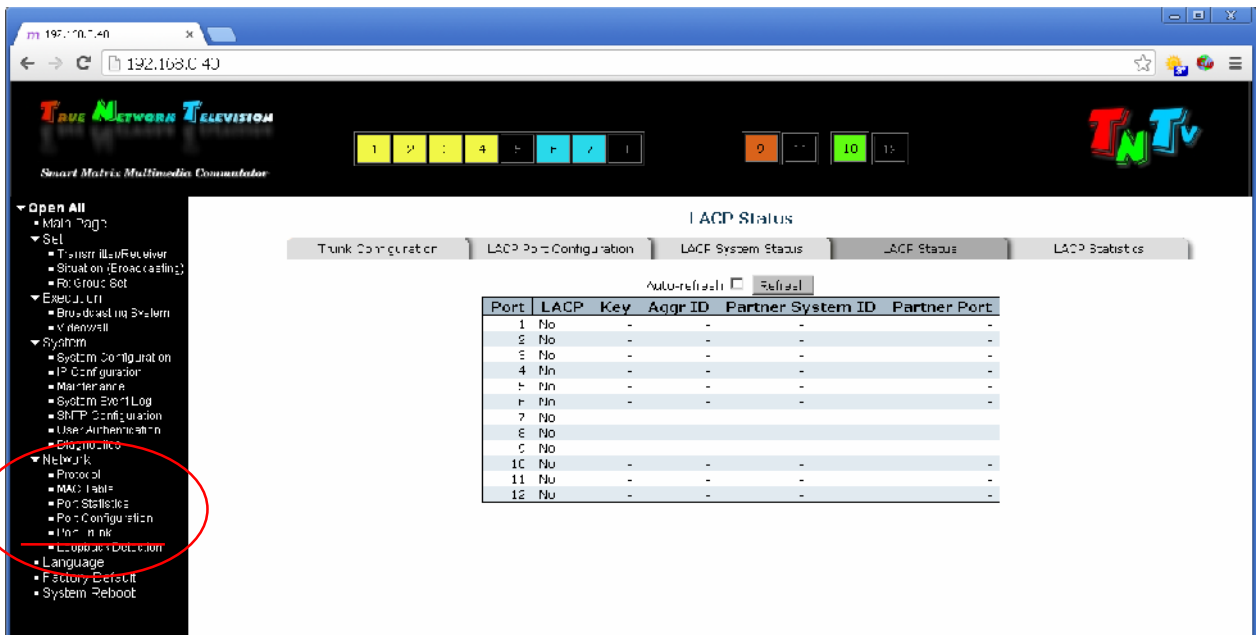 192.168.0.40
TRUE NETWORK TELEVISION
Smart Matrix Multimedia Commutator
1 2 3 4 5 6 7 9 11 10 12
TNTV
Open All
Main Page
Set
Transmitter/Receiver
Situation (Broadcasting)
Rx Group Set
Execution
Broadcasting System
Videowall
System
System Configuration
IP Configuration
Maintenance
System Event Log
SNTP Configuration
User Authentication
Diagnostics
Network
Protocol
MAC Table
Port Statistics
Port Configuration
Port Trunk
Loopback Detection
Language
Factory Default
System Reboot
LACP Status
Trunk Configuration LACP Port Configuration LACP System Status LACP Status LACP Statistics
Auto-refresh Refresh
Port LACP Key Aggr ID Partner System ID Partner Port
1 No - - - -
2 No - - - -
3 No - - - -
4 No - - - -
5 No - - - -
6 No - - - -
7 No
8 No
9 No
10 No - - - -
11 No - - - -
12 No - - - -